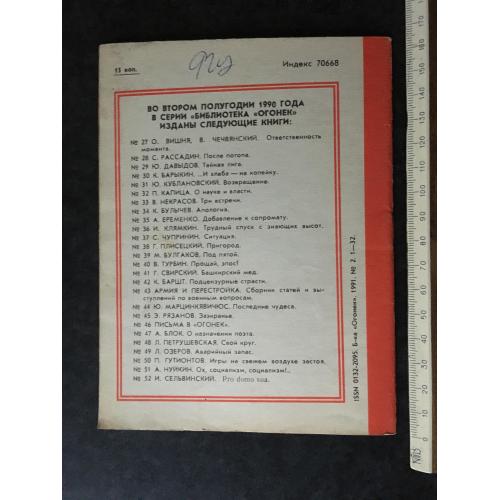 15 коп.
Индекс 70668
ВО ВТОРОМ ПОЛУГОДИИ 1990 ГОДА
В СЕРИИ «БИБЛИОТЕКА «ОГОНЕК»
ИЗДАНЫ СЛЕДУЮЩИЕ КНИГИ:
№ 27 О. ВИШНЯ, В. ЧЕЧВЯНСКИЙ. Ответственность
момента.
№ 28 С. РАССАДИН. После потопа.
№ 29 Ю. ДАВЫДОВ. Тайная лига.
№ 30 К. БАРЫКИН. ...И хлеба — на копейку.
№ 31 Ю. КУБЛАНОВСКИЙ. Возвращение.
№ 32 П. КАПИЦА. О науке и власти.
№ 33 В. НЕКРАСОВ. Три встречи.
№ 34 К. БУЛЫЧЕВ. Апология.
№ 35 А. ЕРЕМЕНКО. Добавление к сопромату.
№ 36 И. КЛЯМКИН. Трудный спуск с зияющих высот.
№ 37 С. ЧУПРИНИН. Ситуация.
№ 38 Г. ПЛИСЕЦКИЙ. Пригород.
№ 39 М. БУЛГАКОВ. Под пятой.
№ 40 В. ТУРБИН. Прощай, эпос!
№ 41 Г. СВИРСКИЙ. Башкирский мед.
№ 42 К. БАРШТ. Подцензурные страсти.
№ 43 АРМИЯ И ПЕРЕСТРОЙКА. Сборник статей и вы-
ступлений по военным вопросам.
№ 44 Ю. МАРЦИНКЯВИЧЮС. Последние чудеса.
№ 45 Э. РЯЗАНОВ. Зазиранье.
№ 46 ПИСЬМА В «ОГОНЕК».
№ 47 А. БЛОК. О назначении поэта.
№ 48 Л. ПЕТРУШЕВСКАЯ. Свой круг.
№ 49 Л. ОЗЕРОВ. Аварийный запас.
№ 50 П. ГУТИОНТОВ. Игры на свежем воздухе застоя.
№ 51 А. НУЙКИН. Ох, социализм, социализм!..
№ 52 И. СЕЛЬВИНСКИЙ. Pro domo sua.
ISSN 0132-2095. Б-ка «Огонек», 1991, № 2, 1—32.